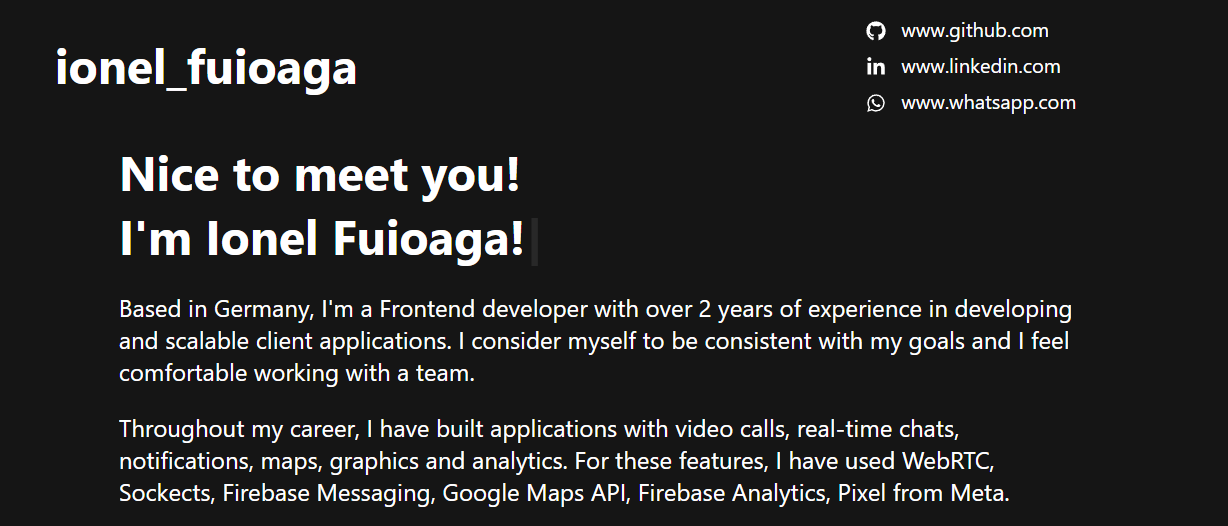 ionel_fuioaga
www.github.com
www.linkedin.com
www.whatsapp.com
Nice to meet you!
I'm Ionel Fuioaga!
Based in Germany, I'm a Frontend developer with over 2 years of experience in developing
and scalable client applications. I consider myself to be consistent with my goals and I feel
comfortable working with a team.
Throughout my career, I have built applications with video calls, real-time chats,
notifications, maps, graphics and analytics. For these features, I have used WebRTC,
Sockects, Firebase Messaging, Google Maps API, Firebase Analytics, Pixel from Meta.